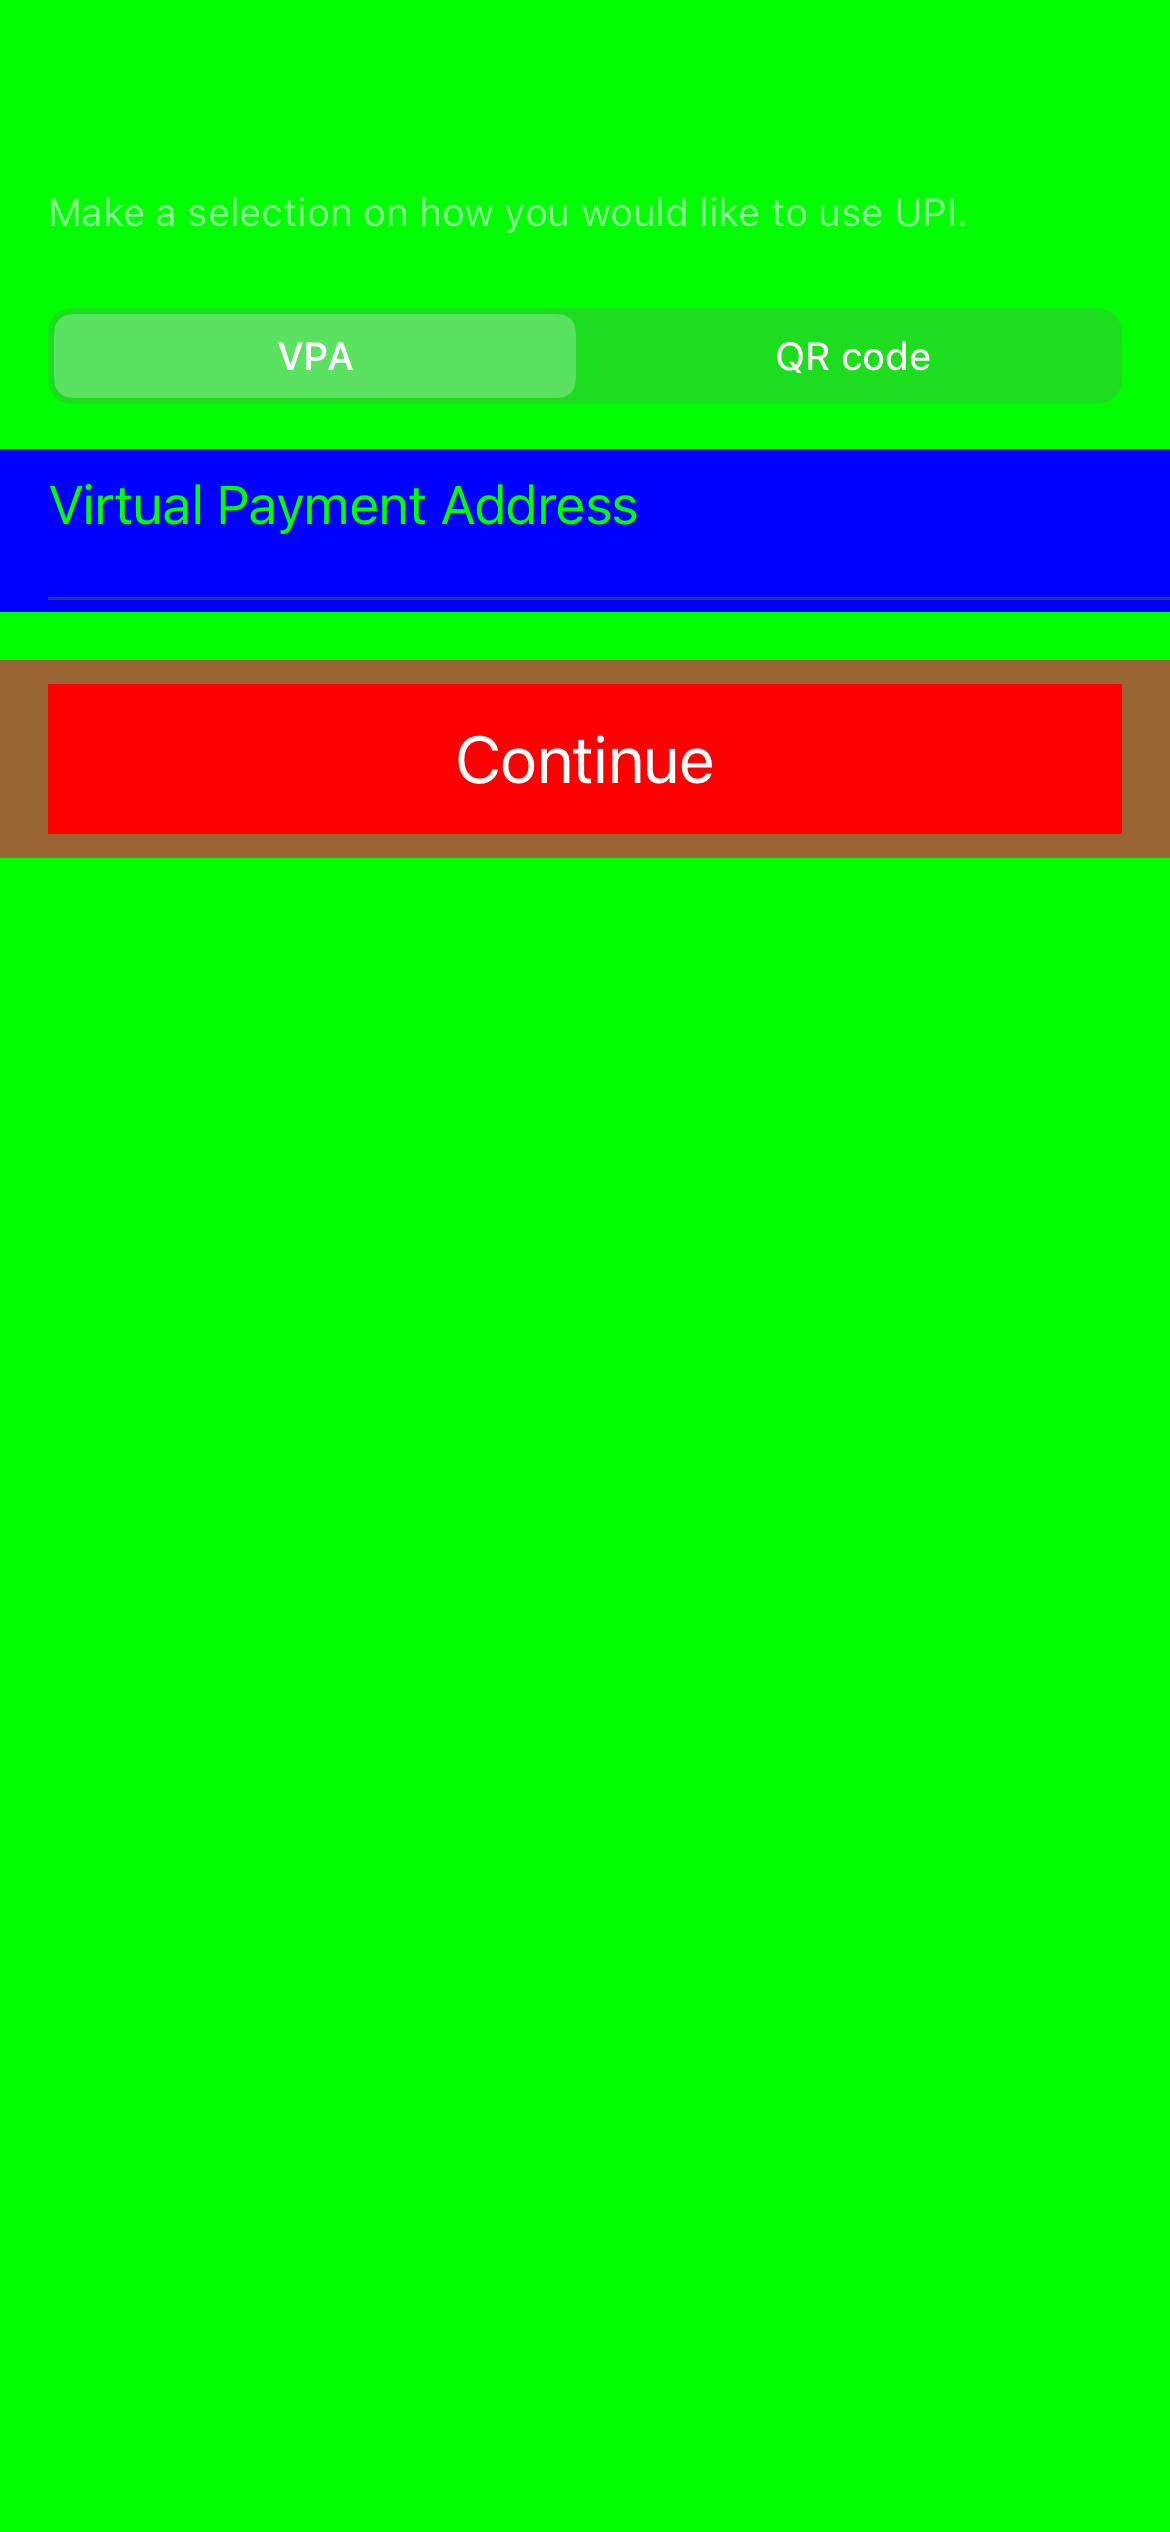 Make a selection on how you would like to use UPI.
VPA
QR code
Virtual Payment Address
Continue